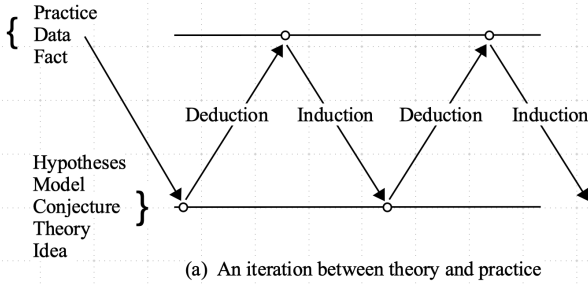 Practice
Data
Fact
Deduction Induction Deduction Induction
Hypotheses
Model
Conjecture
Theory
Idea
(a) An iteration between theory and practice